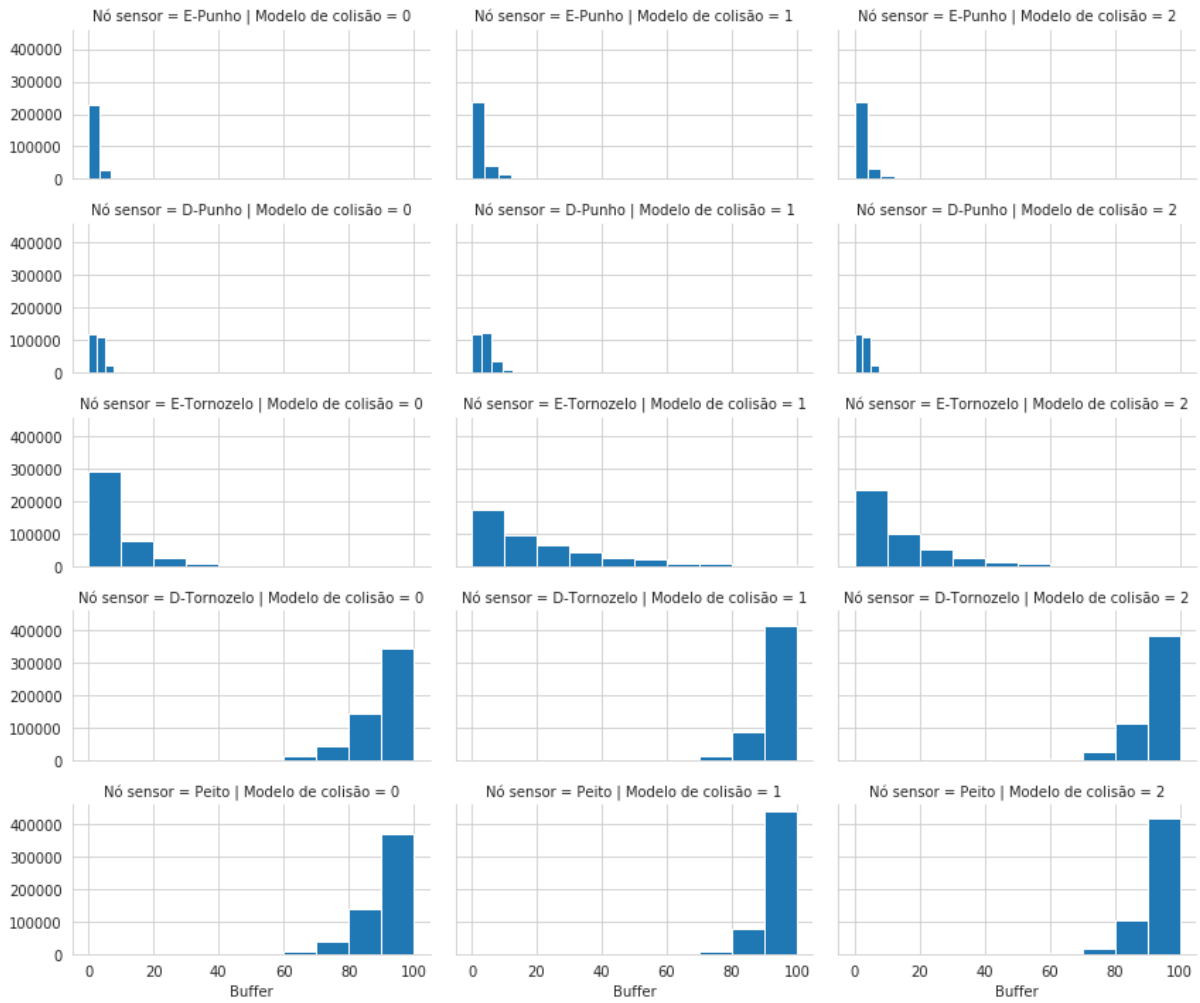 Nó sensor = E-Punho | Modelo de colisão = 0
Nó sensor = E-Punho | Modelo de colisão = 1
Nó sensor = E-Punho | Modelo de colisão = 2
400000
300000
200000
100000
0
Nó sensor = D-Punho | Modelo de colisão = 0
Nó sensor = D-Punho | Modelo de colisão = 1
Nó sensor = D-Punho | Modelo de colisão = 2
400000
300000
200000
100000
0
Nó sensor = E-Tornozelo | Modelo de colisão = 0
Nó sensor = E-Tornozelo | Modelo de colisão = 1
Nó sensor = E-Tornozelo | Modelo de colisão = 2
400000
300000
200000
100000
0
Nó sensor = D-Tornozelo | Modelo de colisão = 0
Nó sensor = D-Tornozelo | Modelo de colisão = 1
Nó sensor = D-Tornozelo | Modelo de colisão = 2
400000
300000
200000
100000
0
Nó sensor = Peito | Modelo de colisão = 0
Nó sensor = Peito | Modelo de colisão = 1
Nó sensor = Peito | Modelo de colisão = 2
400000
300000
200000
100000
0
0 20 40 60 80 100
0 20 40 60 80 100
0 20 40 60 80 100
Buffer
Buffer
Buffer